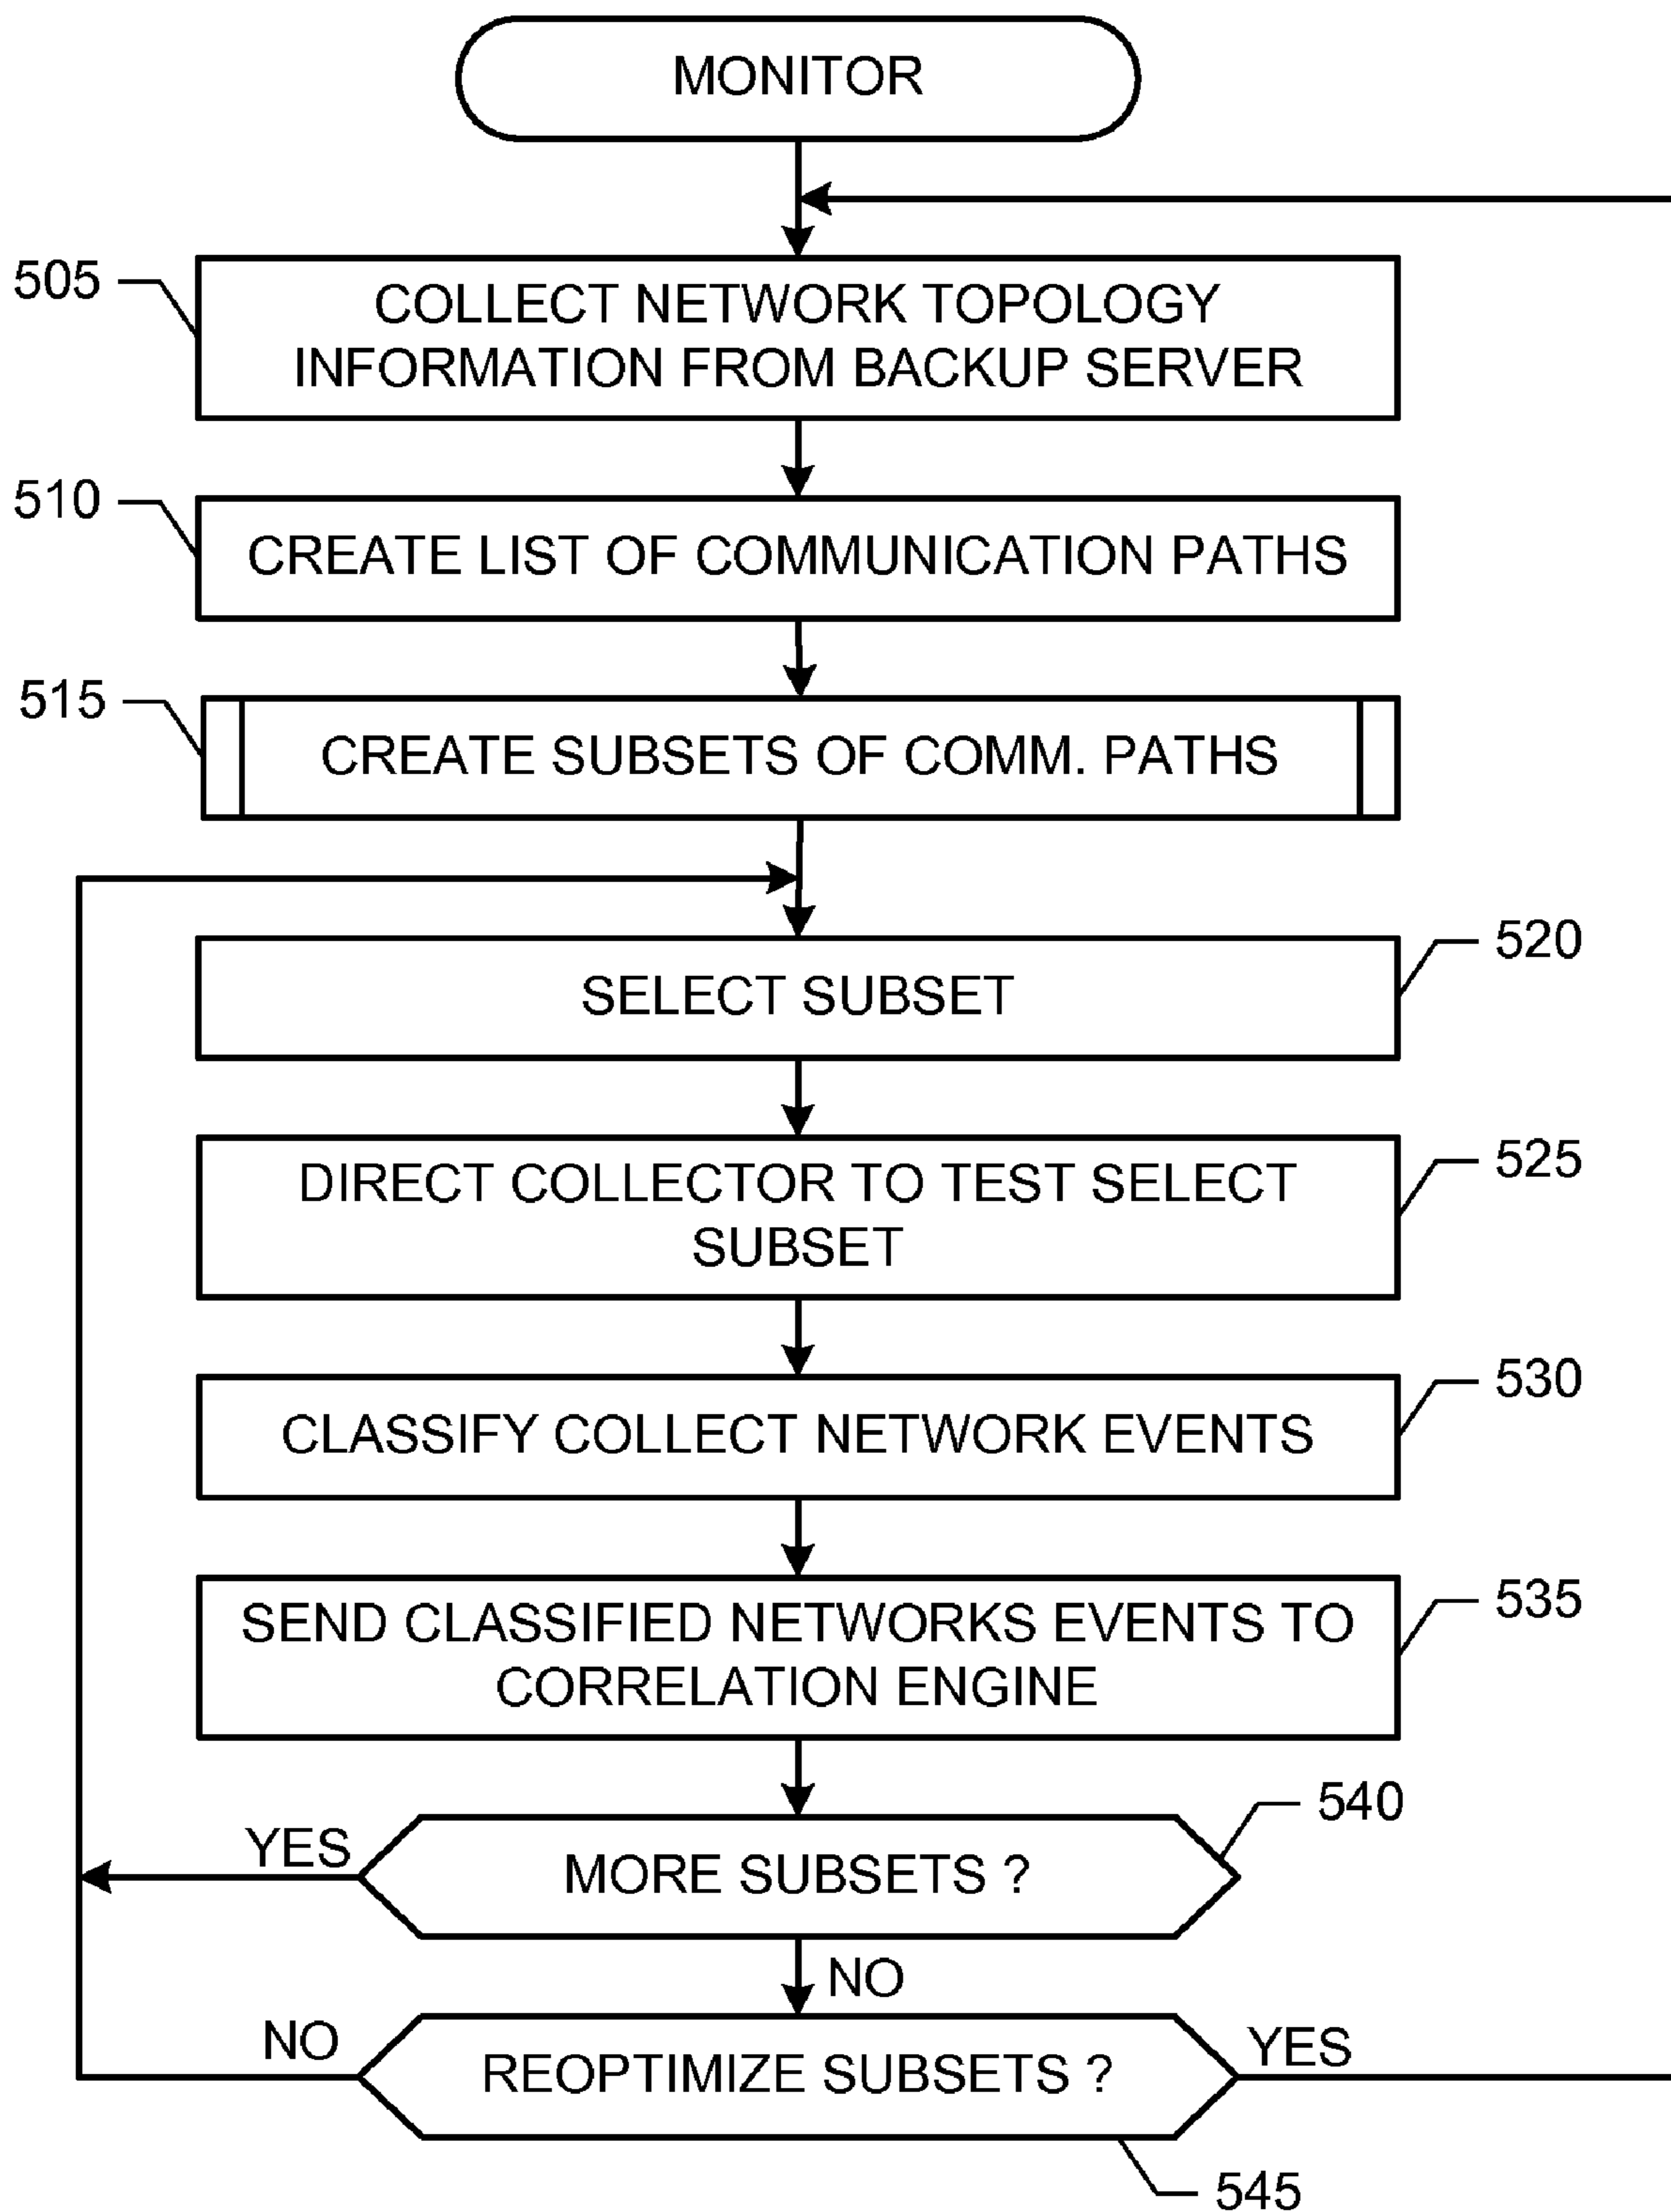 MONITOR
505
COLLECT NETWORK TOPOLOGY
INFORMATION FROM BACKUP SERVER
510
CREATE LIST OF COMMUNICATION PATHS
515
CREATE SUBSETS OF COMM. PATHS
520
SELECT SUBSET
525
DIRECT COLLECTOR TO TEST SELECT
SUBSET
530
CLASSIFY COLLECT NETWORK EVENTS
535
SEND CLASSIFIED NETWORKS EVENTS TO
CORRELATION ENGINE
540
YES
MORE SUBSETS ?
NO
NO
REOPTIMIZE SUBSETS ?
YES
545